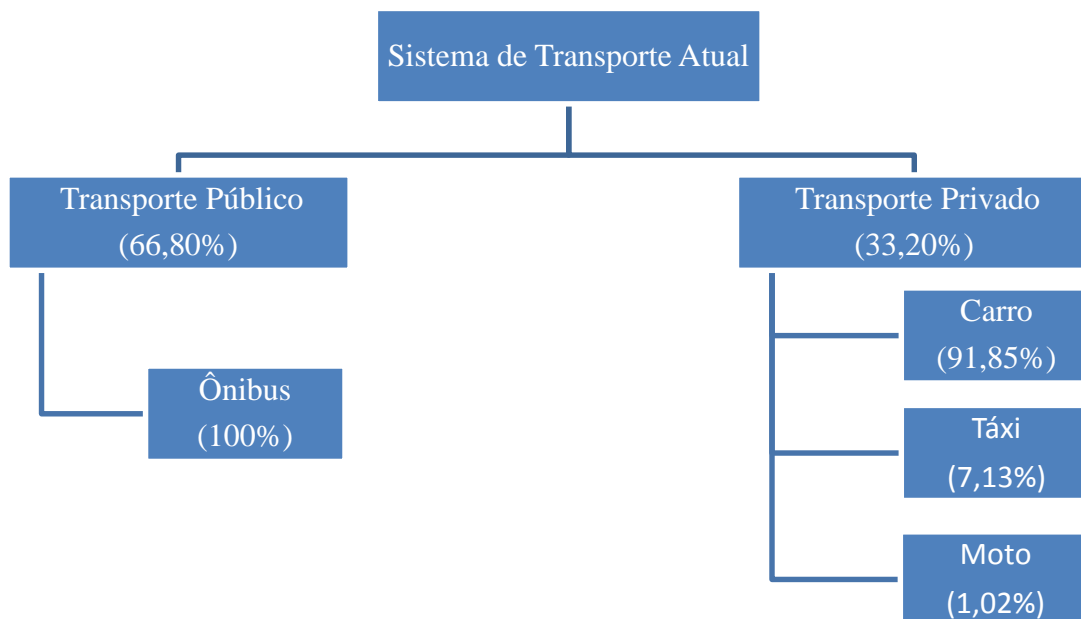 Sistema de Transporte Atual
Transporte Público
(66,80%)
Transporte Privado
(33,20%)
Ônibus
(100%)
Carro
(91,85%)
Táxi
(7,13%)
Moto
(1,02%)